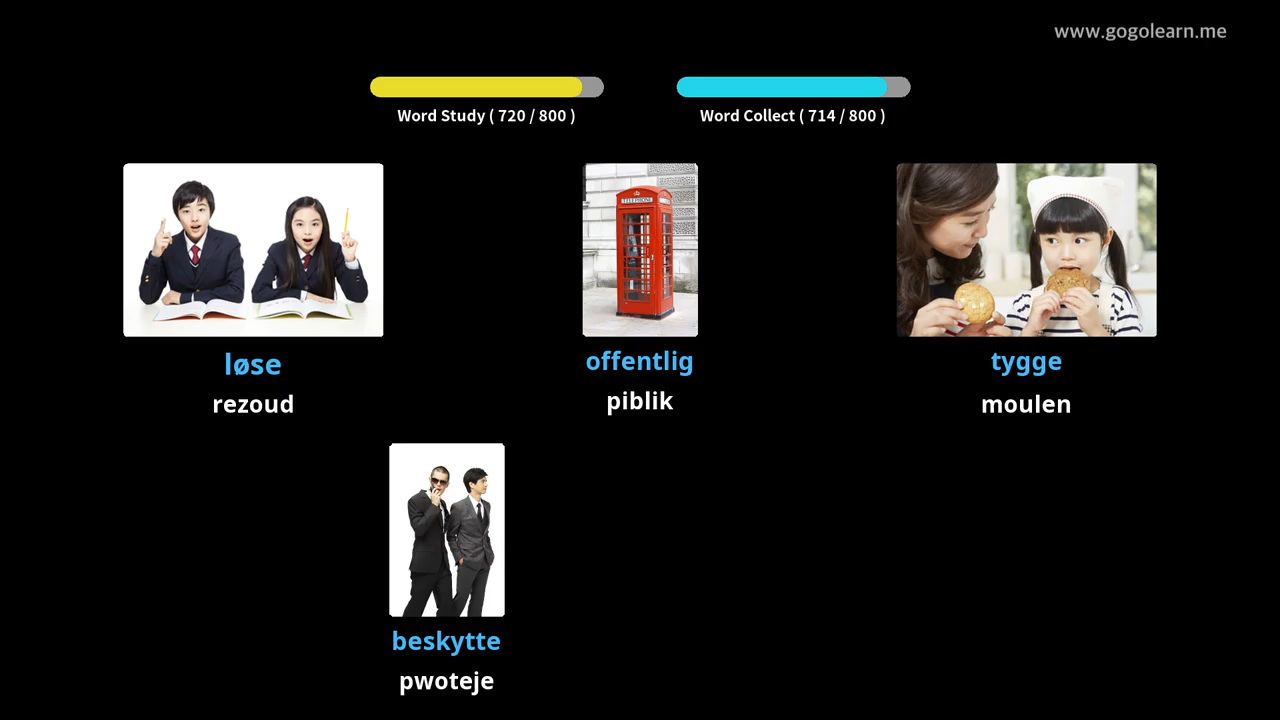 www.gogolearn.me
Word Study ( 720 / 800 )
Word Collect ( 714 / 800 )
TELEPHONE
løse
rezoud
offentlig
piblik
tygge
moulen
beskytte
pwoteje